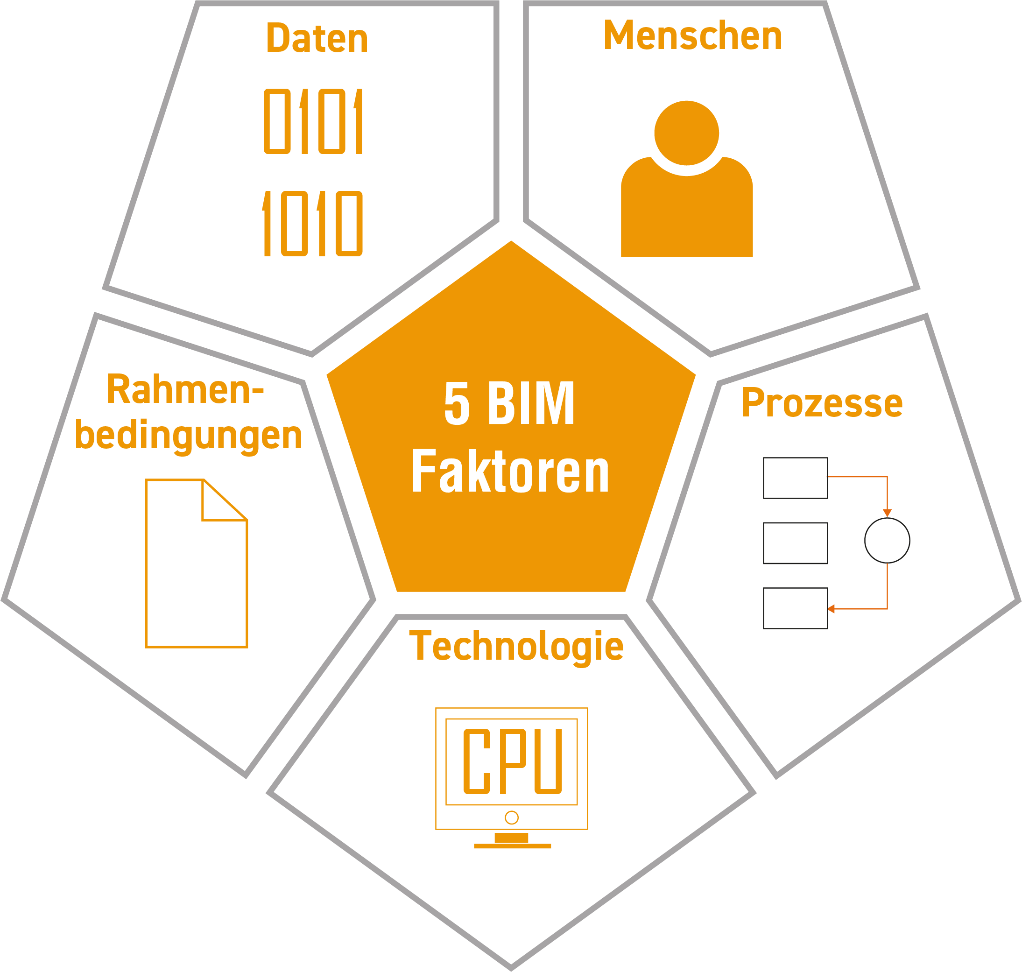 Daten
0101
1010
Menschen
Rahmen-
bedingungen
5 BIM
Faktoren
Prozesse
Technologie
CPU